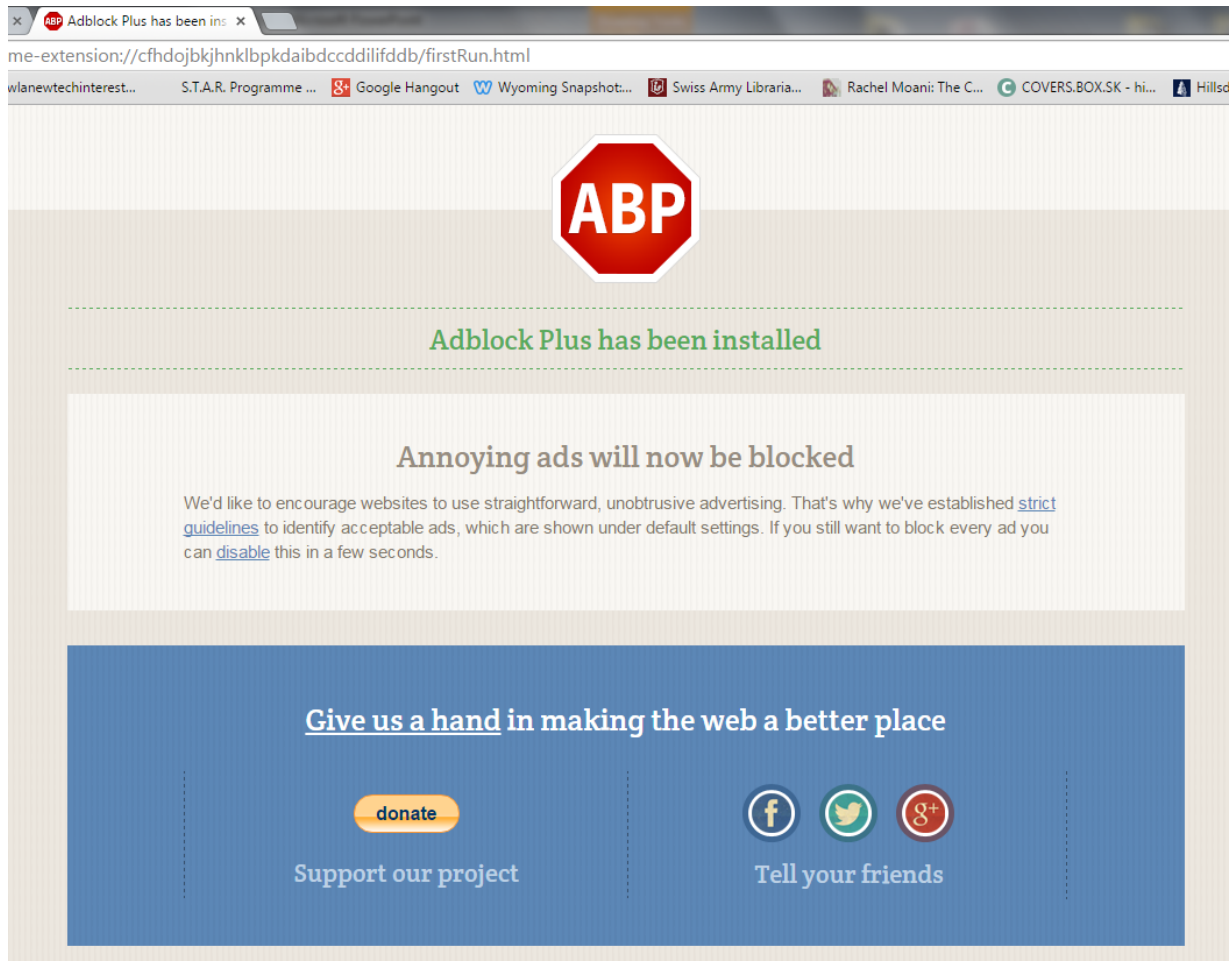 Adblock Plus has been ins
me-extension://cfhdojbkjhnklbpkdaibdccddilifddb/firstRun.html
wlanewtechinterest... S.T.A.R. Programme ... Google Hangout Wyoming Snapshot:... Swiss Army Libraria... Rachel Moani: The C... COVERS.BOX.SK - hi... Hillsd
ABP
Adblock Plus has been installed
Annoying ads will now be blocked
We'd like to encourage websites to use straightforward, unobtrusive advertising. That's why we've established strict
guidelines to identify acceptable ads, which are shown under default settings. If you still want to block every ad you
can disable this in a few seconds.
Give us a hand in making the web a better place
donate
Support our project
Tell your friends